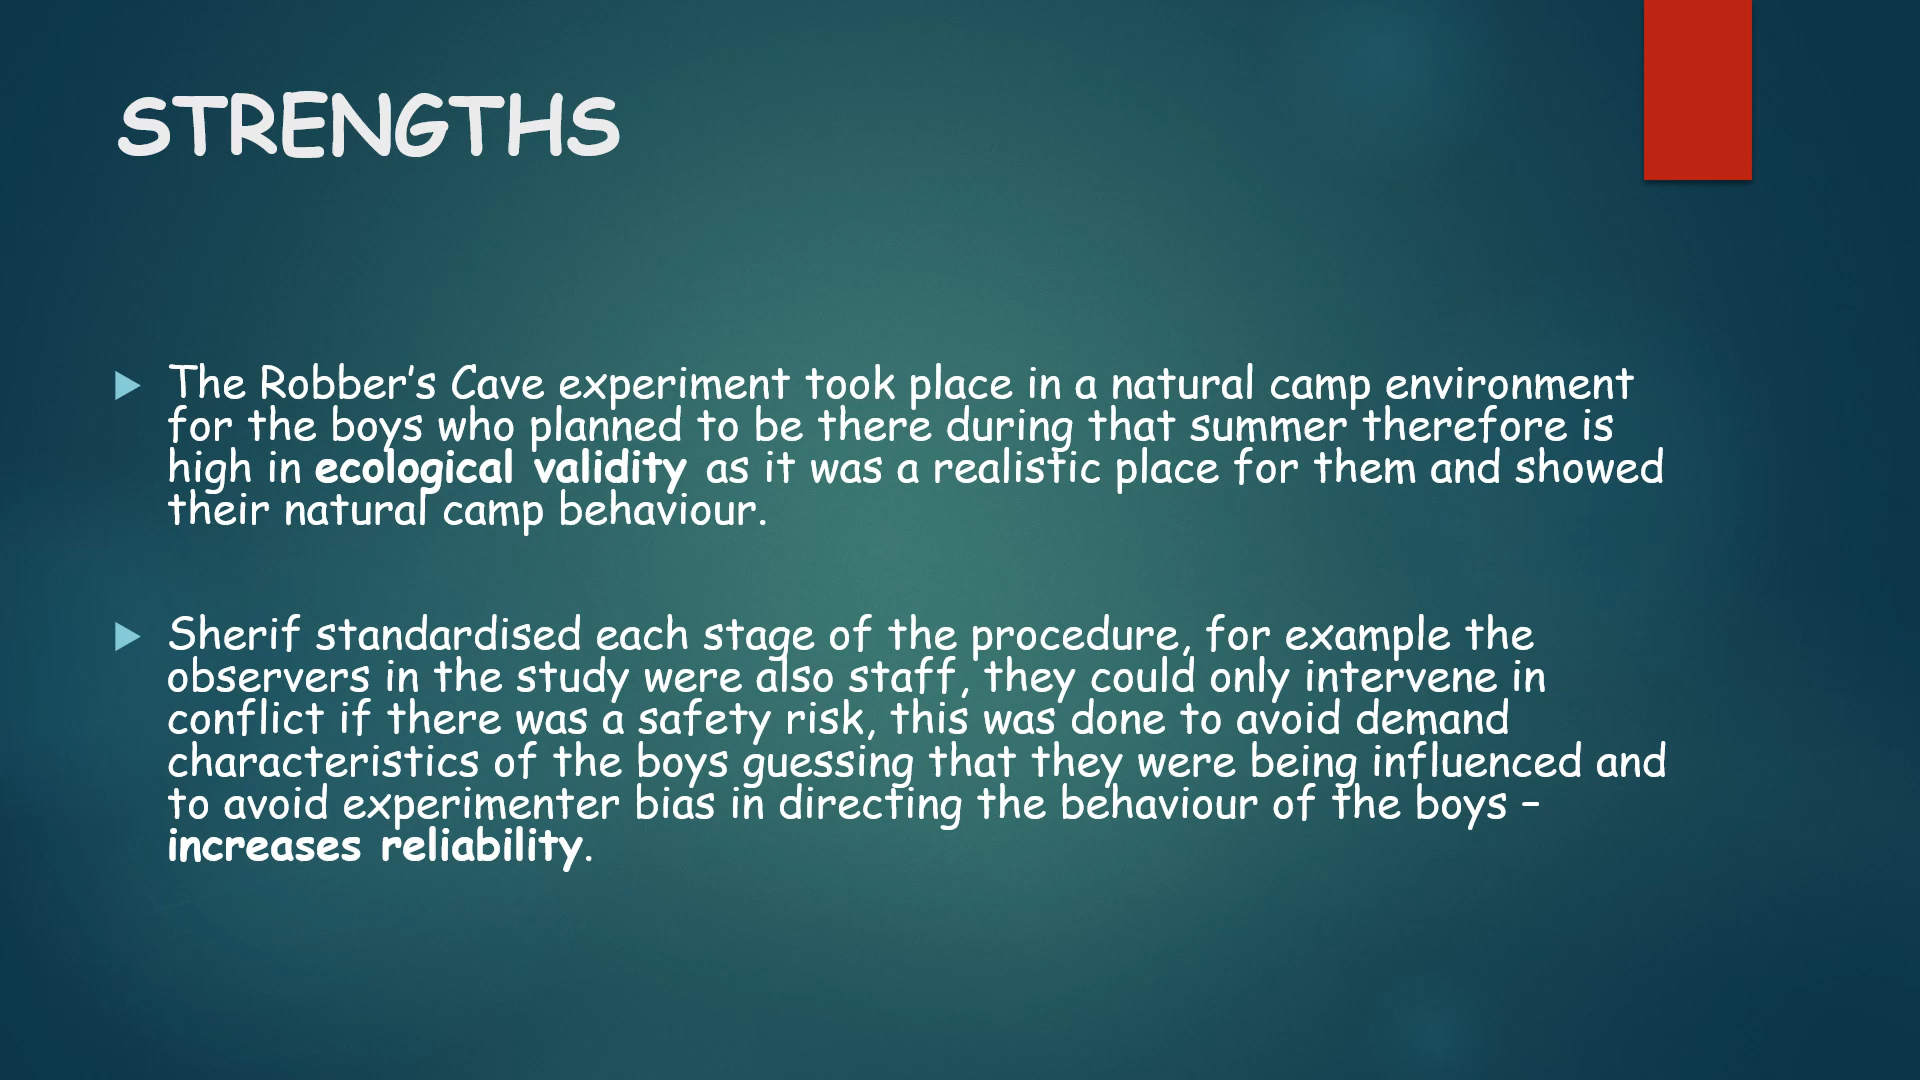 STRENGTHS
The Robber’s Cave experiment took place in a natural camp environment
for the boys who planned to be there during that summer therefore is
high in ecological validity as it was a realistic place for them and showed
their natural camp behaviour.
Sherif standardised each stage of the procedure, for example the
observers in the study were also staff, they could only intervene in
conflict if there was a safety risk, this was done to avoid demand
characteristics of the boys guessing that they were being influenced and
to avoid experimenter bias in directing the behaviour of the boys –
increases reliability.